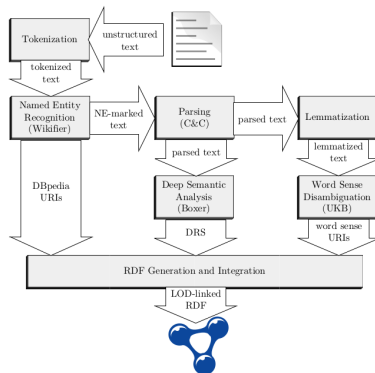 Tokenization
unstructured
text
tokenized
text
Named Entity
Recognition
(Wikifier)
NE-marked
text
Parsing
(C&C)
parsed text
Lemmatization
parsed text
lemmatized
text
DBpedia
URIs
Deep Semantic
Analysis
(Boxer)
Word Sense
Disambiguation
(UKB)
DRS
word sense
URIs
RDF Generation and Integration
LOD-linked
RDF